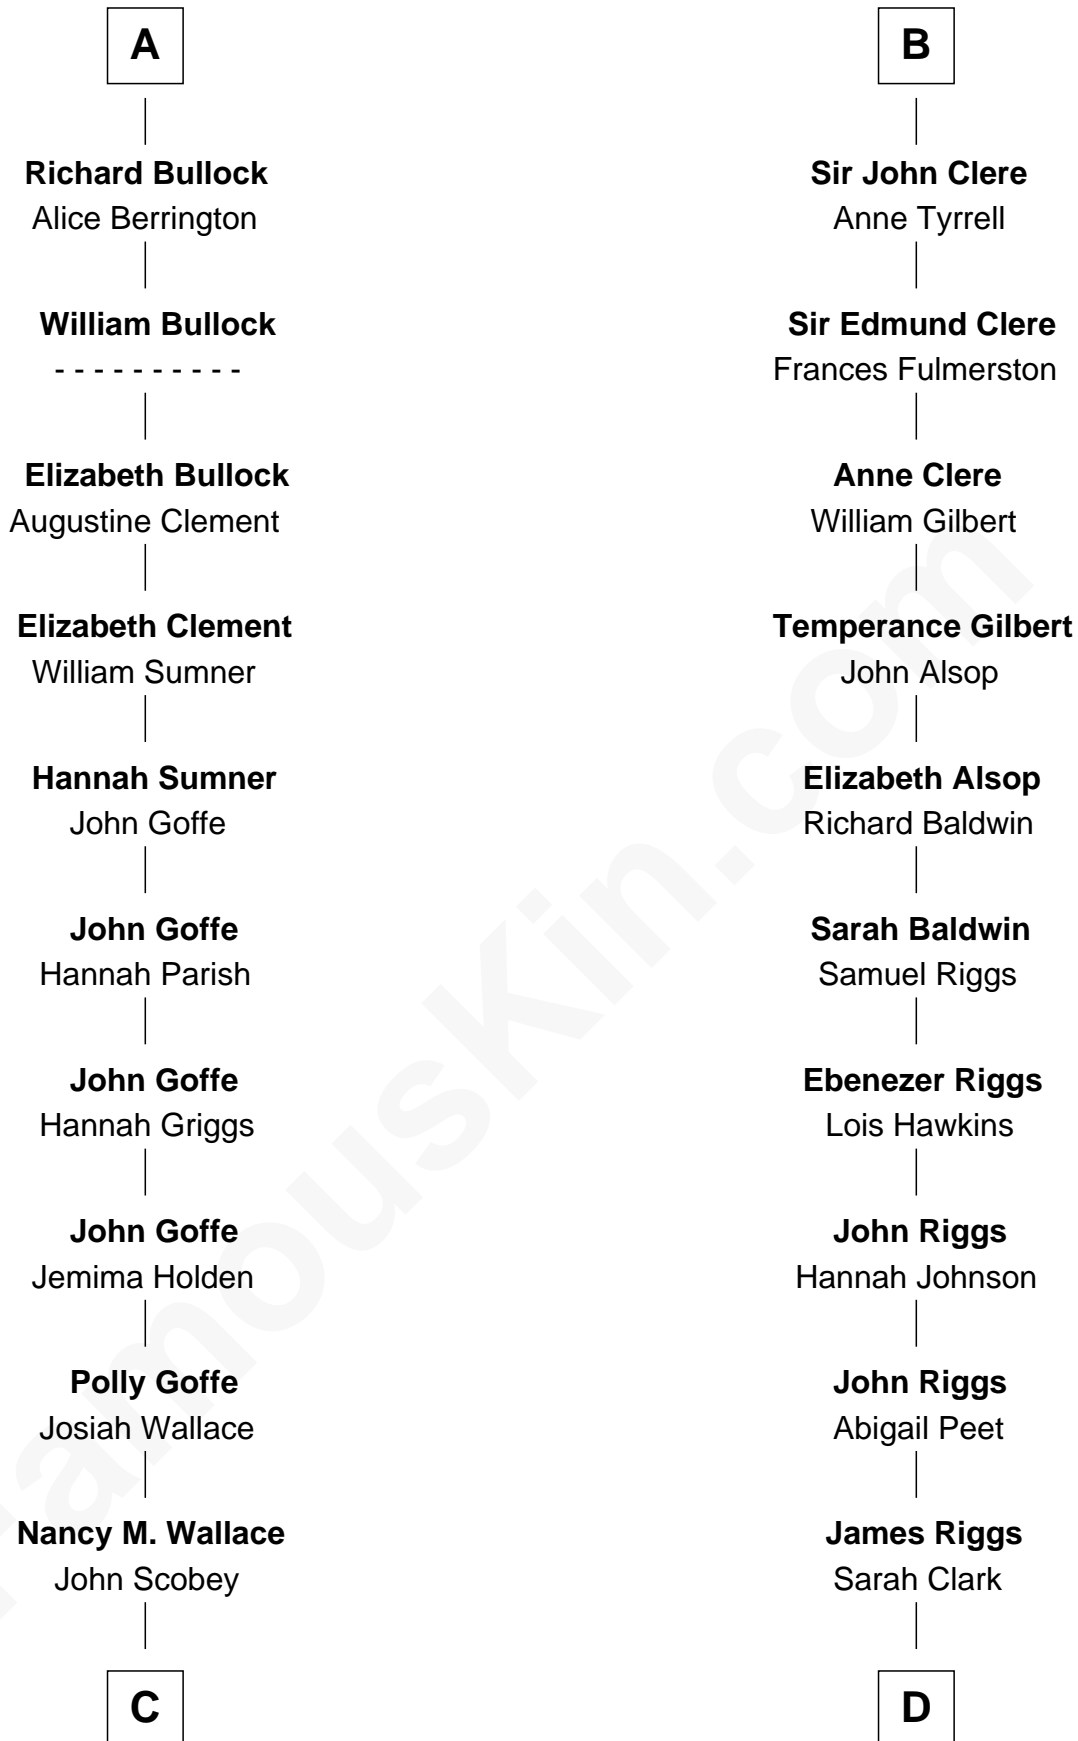 A
Richard Bullock
Alice Berrington
William Bullock
- - - - - - - - - -
Elizabeth Bullock
Augustine Clement
Elizabeth Clement
William Sumner
Hannah Sumner
John Goffe
John Goffe
Hannah Parish
John Goffe
Hannah Griggs
John Goffe
Jemima Holden
Polly Goffe
Josiah Wallace
Nancy M. Wallace
John Scobey
C
B
Sir John Clere
Anne Tyrrell
Sir Edmund Clere
Frances Fulmerston
Anne Clere
William Gilbert
Temperance Gilbert
John Alsop
Elizabeth Alsop
Richard Baldwin
Sarah Baldwin
Samuel Riggs
Ebenezer Riggs
Lois Hawkins
John Riggs
Hannah Johnson
John Riggs
Abigail Peet
James Riggs
Sarah Clark
D
FamousKin.com